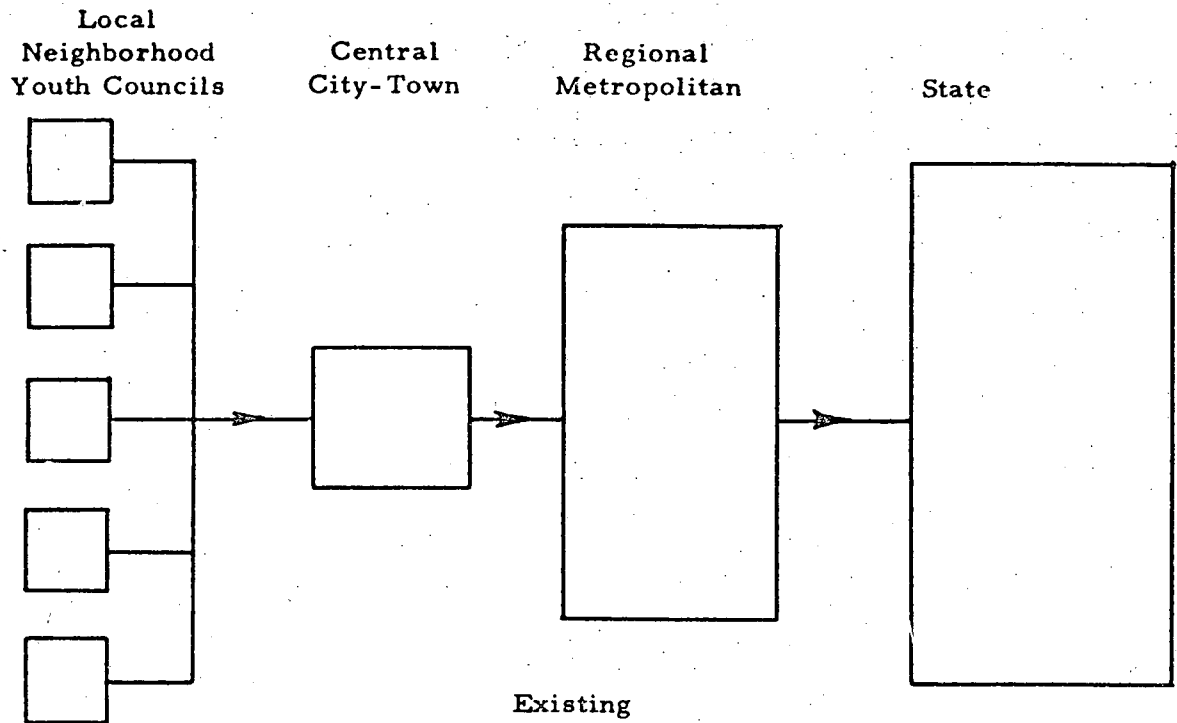 Local
Neighborhood
Youth Councils
Central
City-Town
Regional
Metropolitan
State
Existing